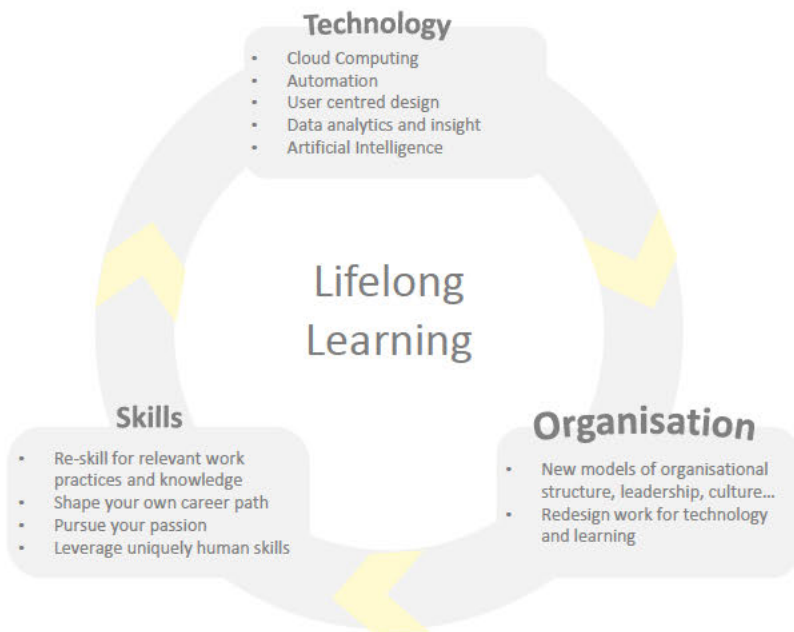 Technology
• Cloud Computing
• Automation
• User centred design
• Data analytics and insight
• Artificial Intelligence
Lifelong
Learning
Skills
• Re-skill for relevant work
practices and knowledge
• Shape your own career path
• Pursue your passion
• Leverage uniquely human skills
Organisation
• New models of organisational
structure, leadership, culture...
• Redesign work for technology
and learning